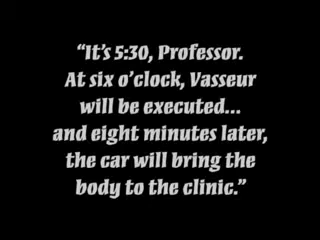 “It’s 5:30, Professor.
At six o’clock, Vasseur
will be executed...
and eight minutes later,
the car will bring the
body to the clinic.”